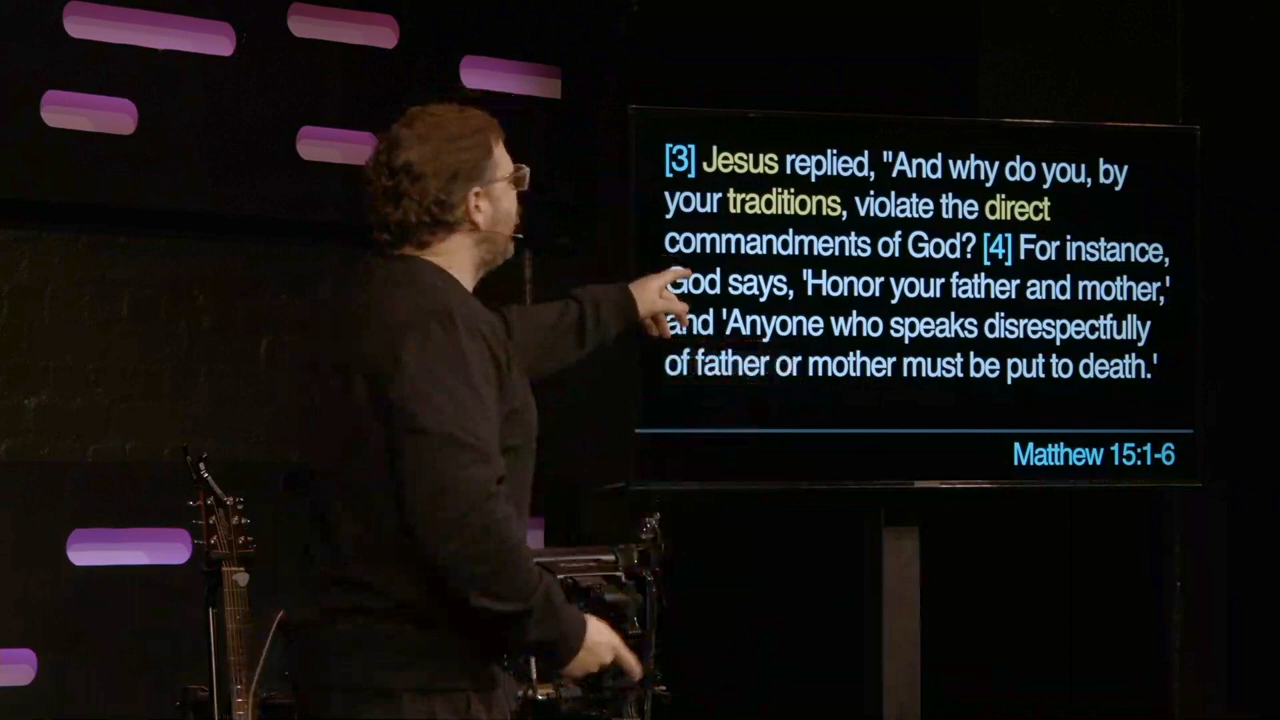 [3] Jesus replied, "And why do you, by
your traditions, violate the direct
commandments of God? [4] For instance,
God says, 'Honor your father and mother,'
and 'Anyone who speaks disrespectfully
of father or mother must be put to death.'
Matthew 15:1-6